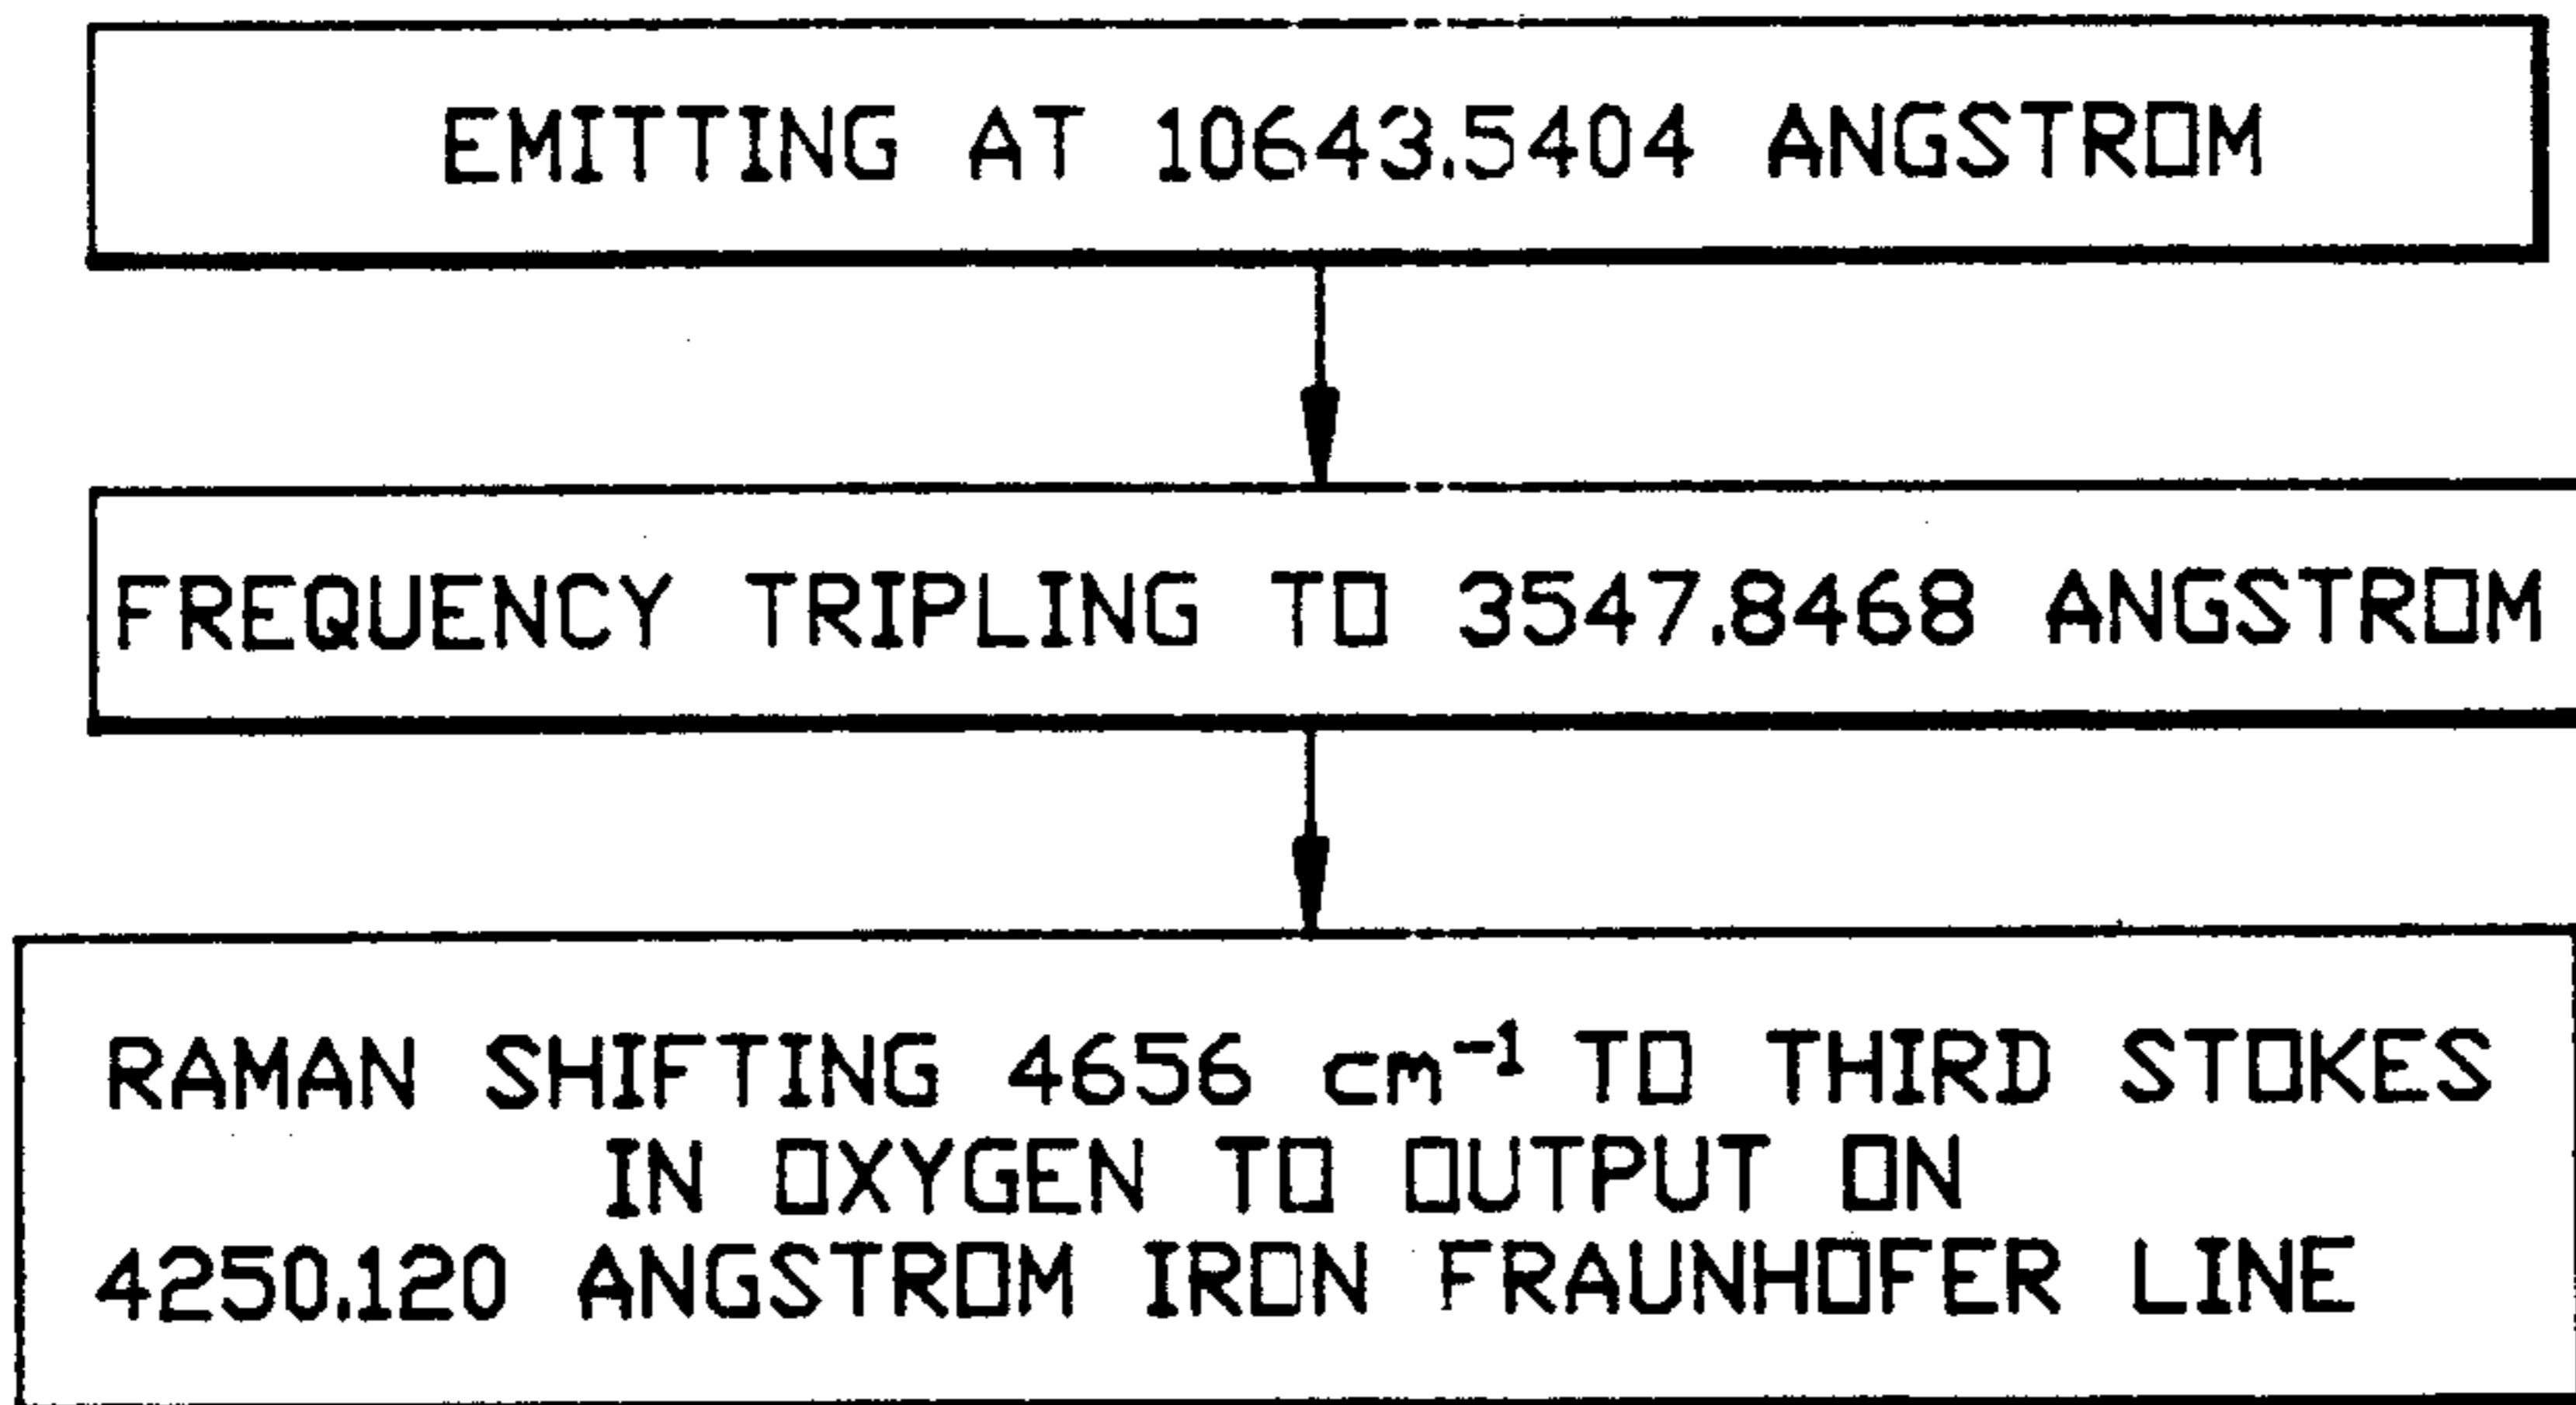 EMITTING AT 10643.5404 ANGSTROM
FREQUENCY TRIPLING TO 3547.8468 ANGSTROM
RAMAN SHIFTING 4656 cm⁻¹ TO THIRD STOKES
IN OXYGEN TO OUTPUT ON
4250.120 ANGSTROM IRON FRAUNHOFER LINE